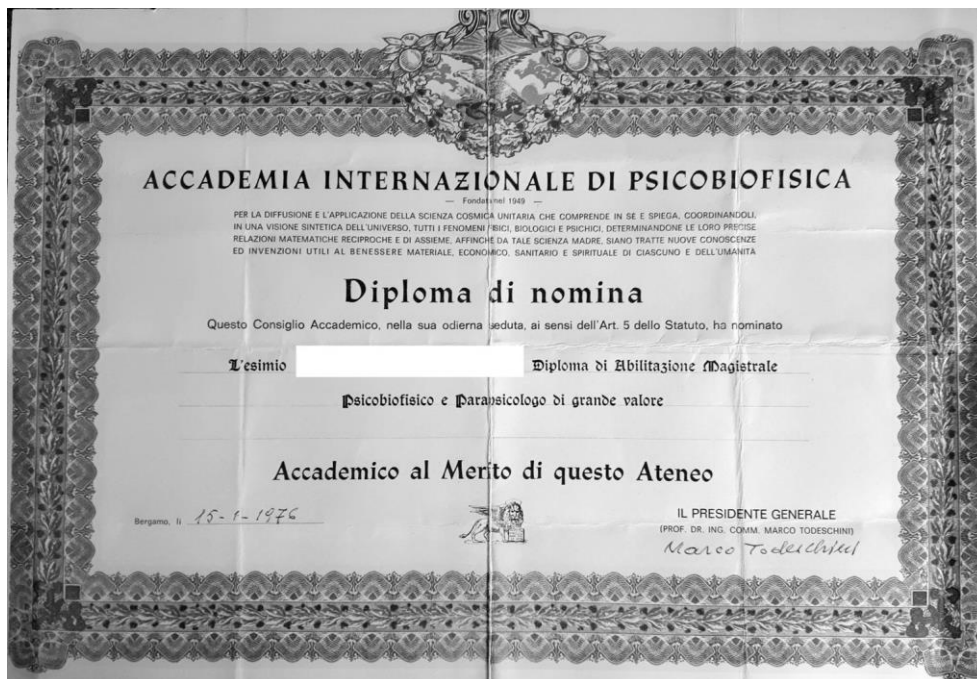 ACCADEMIA INTERNAZIONALE DI PSICOBIOFISICA
— Fondata nel 1949 —
PER LA DIFFUSIONE E L'APPLICAZIONE DELLA SCIENZA COSMICA UNITARIA CHE COMPRENDE IN SÈ E SPIEGA, COORDINANDOLI,
IN UNA VISIONE SINTETICA DELL'UNIVERSO, TUTTI I FENOMENI FISICI, BIOLOGICI E PSICHICI, DETERMINANDONE LE LORO PRECISE
RELAZIONI MATEMATICHE RECIPROCHE E DI ASSIEME, AFFINCHÈ DA TALE SCIENZA MADRE, SIANO TRATTE NUOVE CONOSCENZE
ED INVENZIONI UTILI AL BENESSERE MATERIALE, ECONOMICO, SANITARIO E SPIRITUALE DI CIASCUNO E DELL'UMANITÀ
Diploma di nomina
Questo Consiglio Accademico, nella sua odierna seduta, ai sensi dell'Art. 5 dello Statuto, ha nominato
L'esimio Diploma di Abilitazione Magistrale
Psicobiofisico e Parapsicologo di grande valore
Accademico al Merito di questo Ateneo
Bergamo, lì 15-1-1976
IL PRESIDENTE GENERALE
(PROF. DR. ING. COMM. MARCO TODESCHINI)
Marco Todeschini